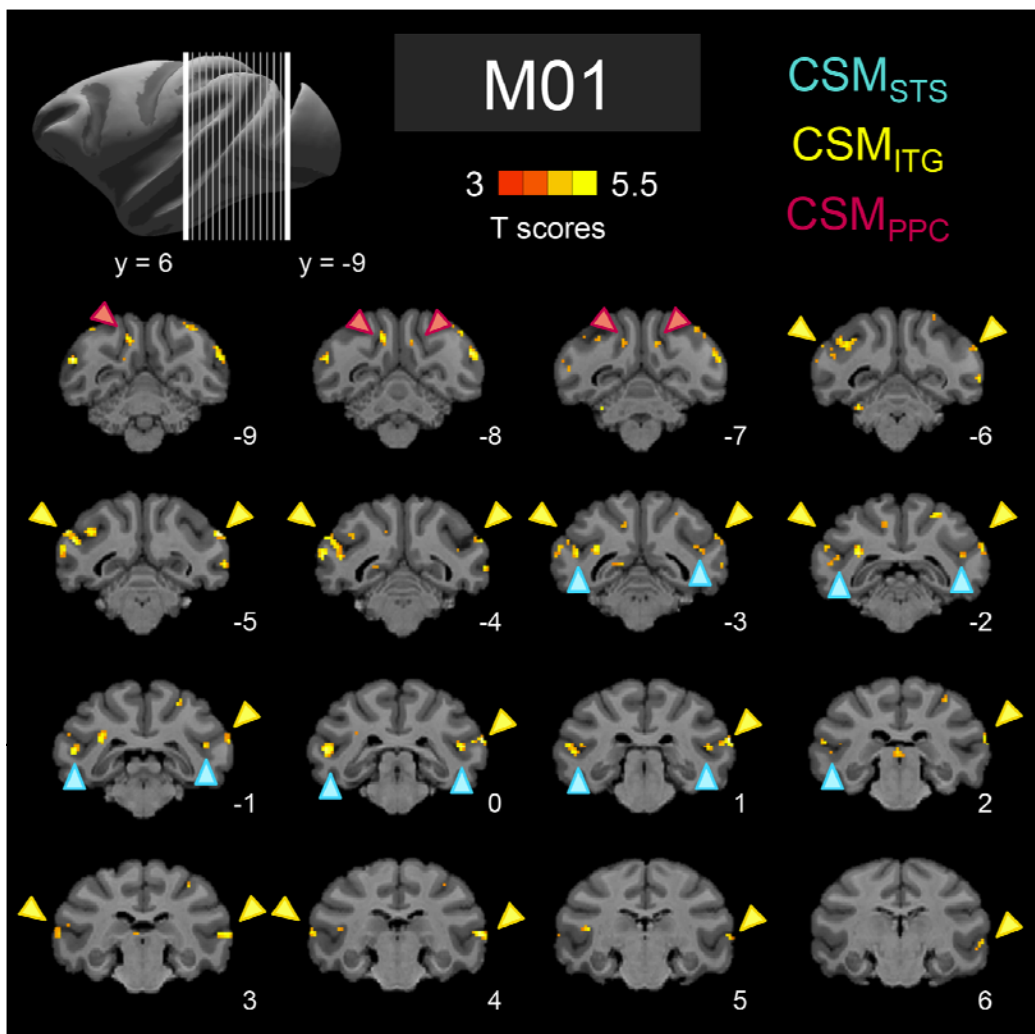 M01
CSMSTS
CSMITG
CSMPPC
3 5.5
T scores
y = 6 y = -9
-9 -8 -7 -6
-5 -4 -3 -2
-1 0 1 2
3 4 5 6